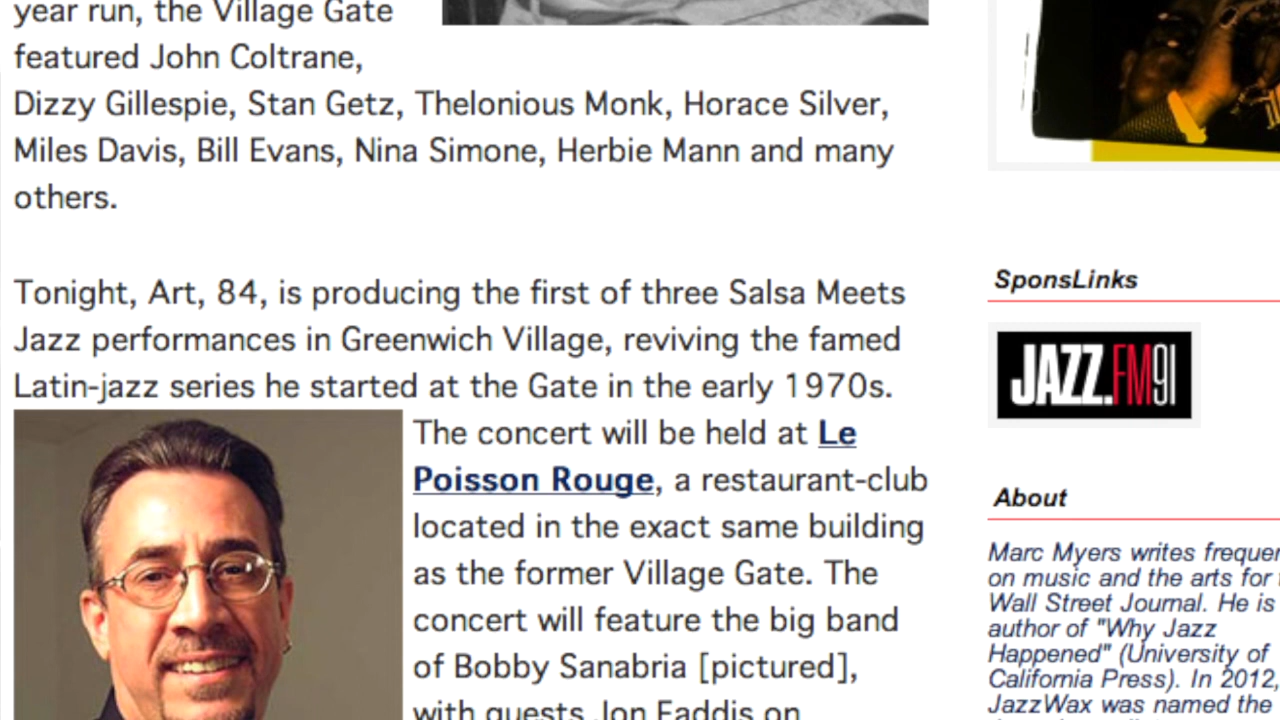 year run, the Village Gate
featured John Coltrane,
Dizzy Gillespie, Stan Getz, Thelonious Monk, Horace Silver,
Miles Davis, Bill Evans, Nina Simone, Herbie Mann and many
others.
Tonight, Art, 84, is producing the first of three Salsa Meets
Jazz performances in Greenwich Village, reviving the famed
Latin-jazz series he started at the Gate in the early 1970s.
The concert will be held at Le
Poisson Rouge, a restaurant-club
located in the exact same building
as the former Village Gate. The
concert will feature the big band
of Bobby Sanabria [pictured],
with guests Jon Faddis on
SponsLinks
JAZZ.FM91
About
Marc Myers writes frequen
on music and the arts for
Wall Street Journal. He is
author of "Why Jazz
Happened" (University of
California Press). In 2012,
JazzWax was named the